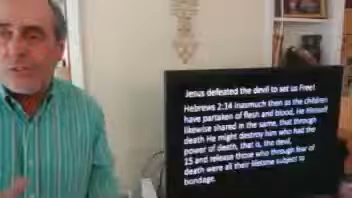 Jesus defeated the devil to set us Free!
Hebrews 2:14 Inasmuch then as the children
have partaken of flesh and blood, He Himself
likewise shared in the same, that through
death He might destroy him who had the
power of death, that is, the devil,
15 and release those who through fear of
death were all their lifetime subject to
bondage.